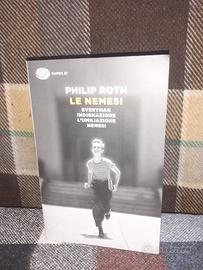 SUPER ET
PHILIP ROTH
LE NEMESI
EVERYMAN
INDIGNAZIONE
L'UMILIAZIONE
NEMESI